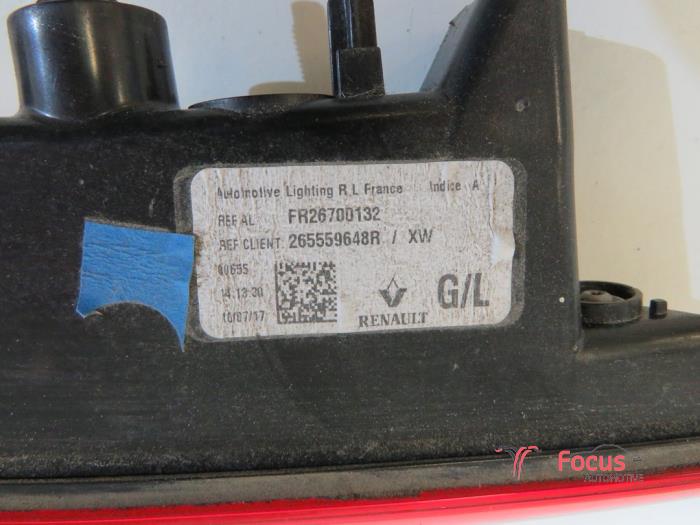 Automotive Lighting R.L France Indice A
REF AL FR26700132
REF CLIENT 265559648R / XW
14:13:30
10/07/17
G/L
RENAULT
Focus
AUTOMOTIVE